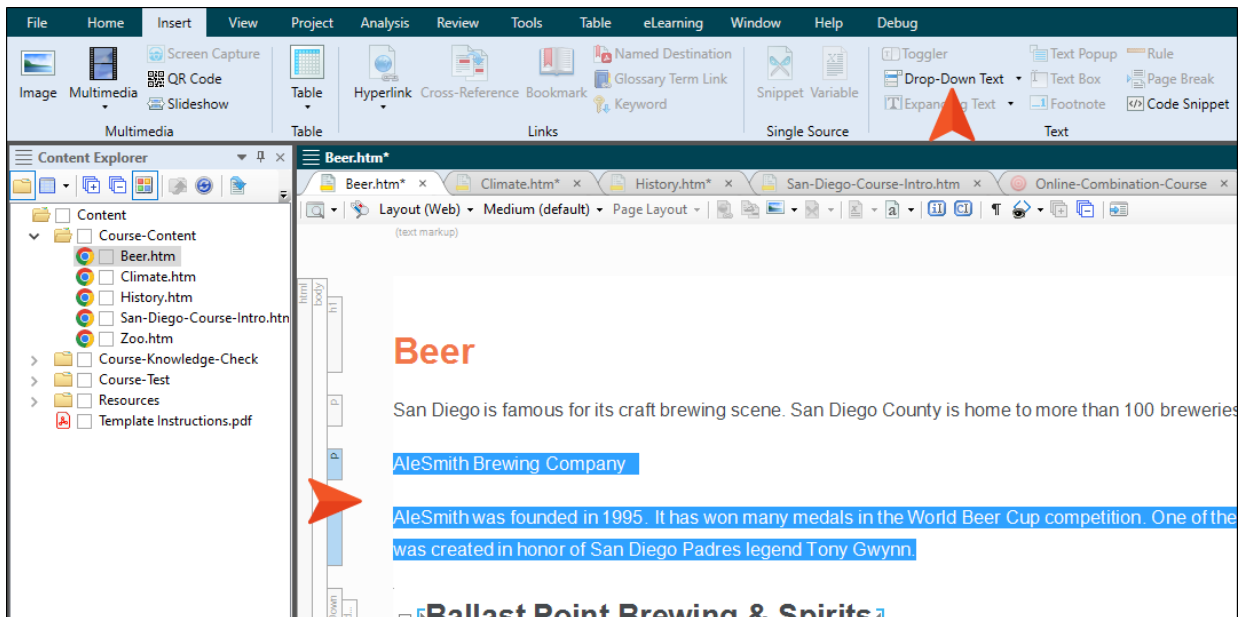 File Home Insert View Project Analysis Review Tools Table eLearning Window Help Debug
Screen Capture Named Destination Toggler Text Popup Rule
QR Code Glossary Term Link Drop-Down Text Text Box Page Break
Image Multimedia Slideshow Table Hyperlink Cross-Reference Bookmark Keyword Snippet Variable Expanding Text Footnote Code Snippet
Multimedia Table Links Single Source Text
Content Explorer
Beer.htm*
Beer.htm* Climate.htm* History.htm* San-Diego-Course-Intro.htm Online-Combination-Course
Layout (Web) Medium (default) Page Layout
(text markup)
Content
Course-Content
Beer.htm
Climate.htm
History.htm
San-Diego-Course-Intro.htm
Zoo.htm
Course-Knowledge-Check
Course-Test
Resources
Template Instructions.pdf
html
body
h1
Beer
p
San Diego is famous for its craft brewing scene. San Diego County is home to more than 100 breweries
p
AleSmith Brewing Company
AleSmith was founded in 1995. It has won many medals in the World Beer Cup competition. One of the
was created in honor of San Diego Padres legend Tony Gwynn.
Ballast Point Brewing & Spirits